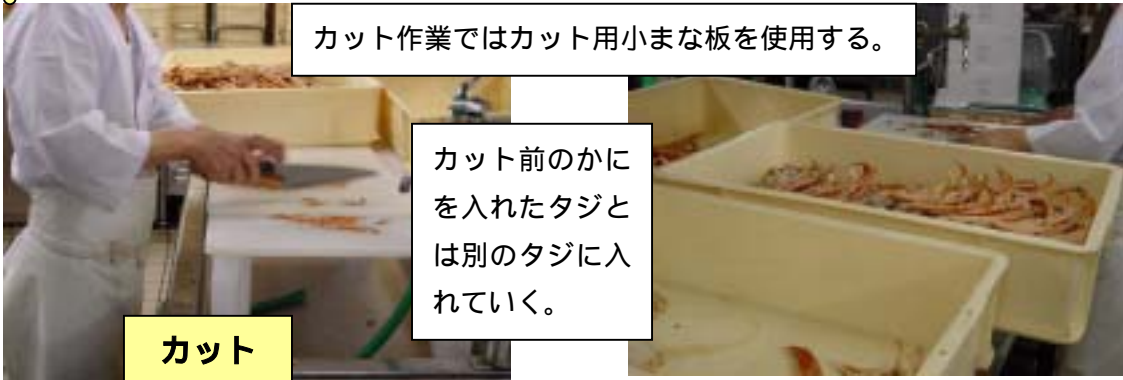 カット作業ではカット用小まな板を使用する。
カット前のかに
を入れたタジと
は別のタジに入
れていく。
カット